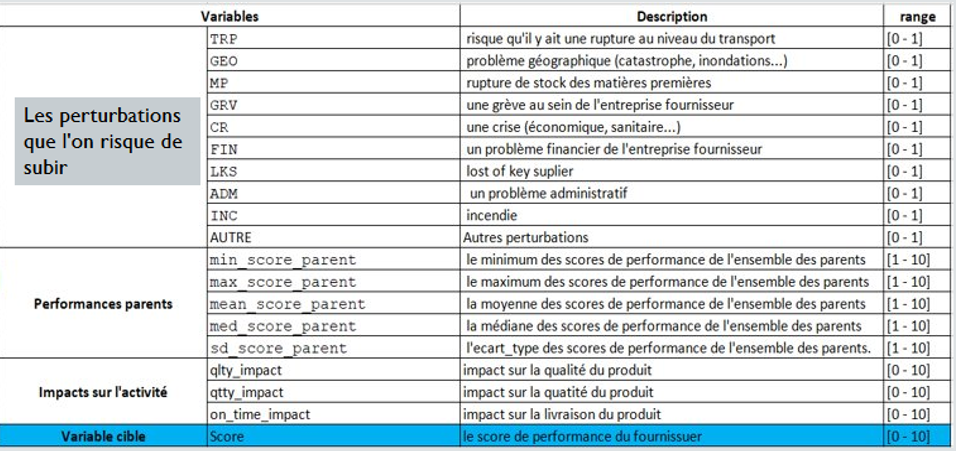 Variables Description range
Les perturbations
que l'on risque de
subir
TRP risque qu'il y ait une rupture au niveau du transport [0 - 1]
GEO problème géographique (catastrophe, inondations...) [0 - 1]
MP rupture de stock des matières premières [0 - 1]
GRV une grève au sein de l'entreprise fournisseur [0 - 1]
CR une crise (économique, sanitaire...) [0 - 1]
FIN un problème financier de l'entreprise fournisseur [0 - 1]
LKS lost of key suplier [0 - 1]
ADM un problème administratif [0 - 1]
INC incendie [0 - 1]
AUTRE Autres perturbations [0 - 1]
Performances parents
min_score_parent le minimum des scores de performance de l'ensemble des parents [1 - 10]
max_score_parent le maximum des scores de performance de l'ensemble des parents [1 - 10]
mean_score_parent la moyenne des scores de performance de l'ensemble des parents [1 - 10]
med_score_parent la médiane des scores de performance de l'ensemble des parents [1 - 10]
sd_score_parent l'ecart_type des scores de performance de l'ensemble des parents. [1 - 10]
Impacts sur l'activité
qlty_impact impact sur la qualité du produit [0 - 10]
qtty_impact impact sur la quatité du produit [0 - 10]
on_time_impact impact sur la livraison du produit [0 - 10]
Variable cible Score le score de performance du fournissuer [0 - 10]